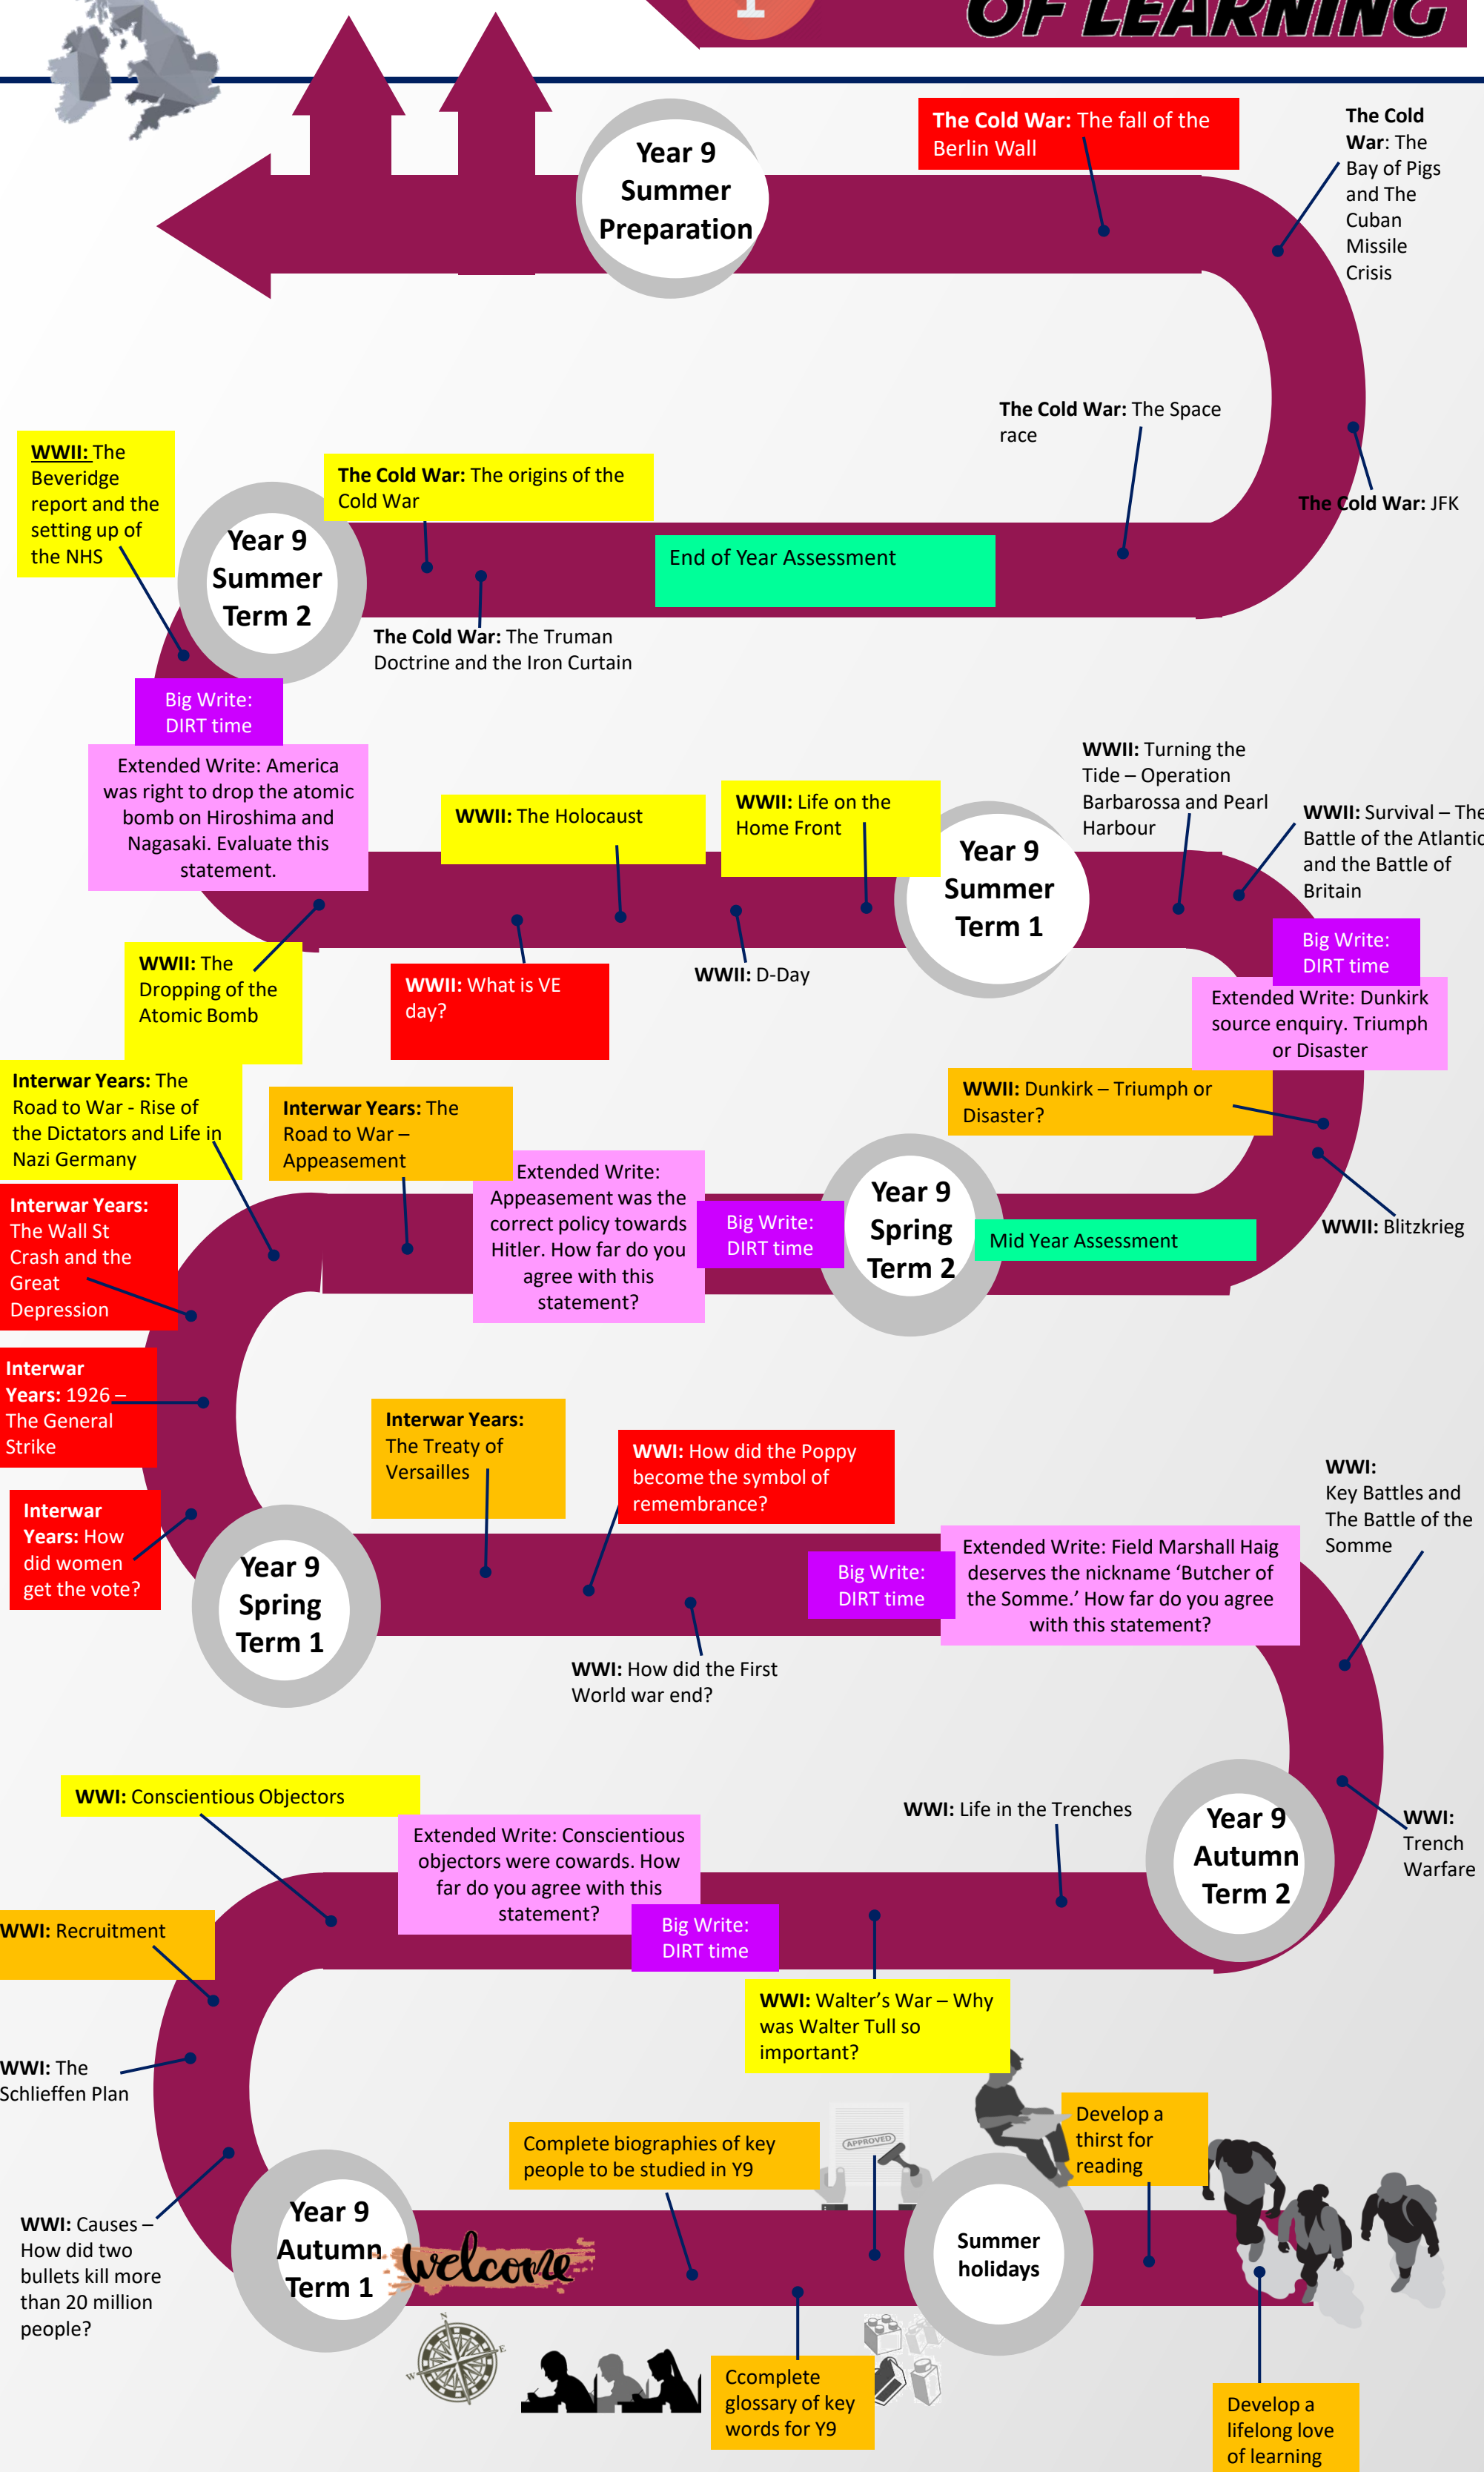 1
OF LEARNING
Year 9
Summer
Preparation
The Cold War: The fall of the
Berlin Wall
The Cold
War: The
Bay of Pigs
and The
Cuban
Missile
Crisis
The Cold War: The Space
race
The Cold War: JFK
WWII: The
Beveridge
report and the
setting up of
the NHS
The Cold War: The origins of the
Cold War
Year 9
Summer
Term 2
End of Year Assessment
The Cold War: The Truman
Doctrine and the Iron Curtain
Big Write:
DIRT time
Extended Write: America
was right to drop the atomic
bomb on Hiroshima and
Nagasaki. Evaluate this
statement.
WWII: The Holocaust
WWII: Life on the
Home Front
Year 9
Summer
Term 1
WWII: Turning the
Tide – Operation
Barbarossa and Pearl
Harbour
WWII: Survival – The
Battle of the Atlantic
and the Battle of
Britain
WWII: The
Dropping of the
Atomic Bomb
WWII: What is VE
day?
WWII: D-Day
Big Write:
DIRT time
Extended Write: Dunkirk
source enquiry. Triumph
or Disaster
Interwar Years: The
Road to War - Rise of
the Dictators and Life in
Nazi Germany
Interwar Years: The
Road to War –
Appeasement
WWII: Dunkirk – Triumph or
Disaster?
Extended Write:
Appeasement was the
correct policy towards
Hitler. How far do you
agree with this
statement?
Big Write:
DIRT time
Year 9
Spring
Term 2
Mid Year Assessment
WWII: Blitzkrieg
Interwar Years:
The Wall St
Crash and the
Great
Depression
Interwar
Years: 1926 –
The General
Strike
Interwar Years:
The Treaty of
Versailles
WWI: How did the Poppy
become the symbol of
remembrance?
WWI:
Key Battles and
The Battle of the
Somme
Interwar
Years: How
did women
get the vote?
Year 9
Spring
Term 1
Big Write:
DIRT time
Extended Write: Field Marshall Haig
deserves the nickname ‘Butcher of
the Somme.’ How far do you agree
with this statement?
WWI: How did the First
World war end?
WWI: Conscientious Objectors
Extended Write: Conscientious
objectors were cowards. How
far do you agree with this
statement?
Big Write:
DIRT time
WWI: Life in the Trenches
Year 9
Autumn
Term 2
WWI:
Trench
Warfare
WWI: Recruitment
WWI: Walter’s War – Why
was Walter Tull so
important?
WWI: The
Schlieffen Plan
Complete biographies of key
people to be studied in Y9
APPROVED
Develop a
thirst for
reading
WWI: Causes –
How did two
bullets kill more
than 20 million
people?
Year 9
Autumn
Term 1
welcome
Summer
holidays
N
E
W
Ccomplete
glossary of key
words for Y9
Develop a
lifelong love
of learning